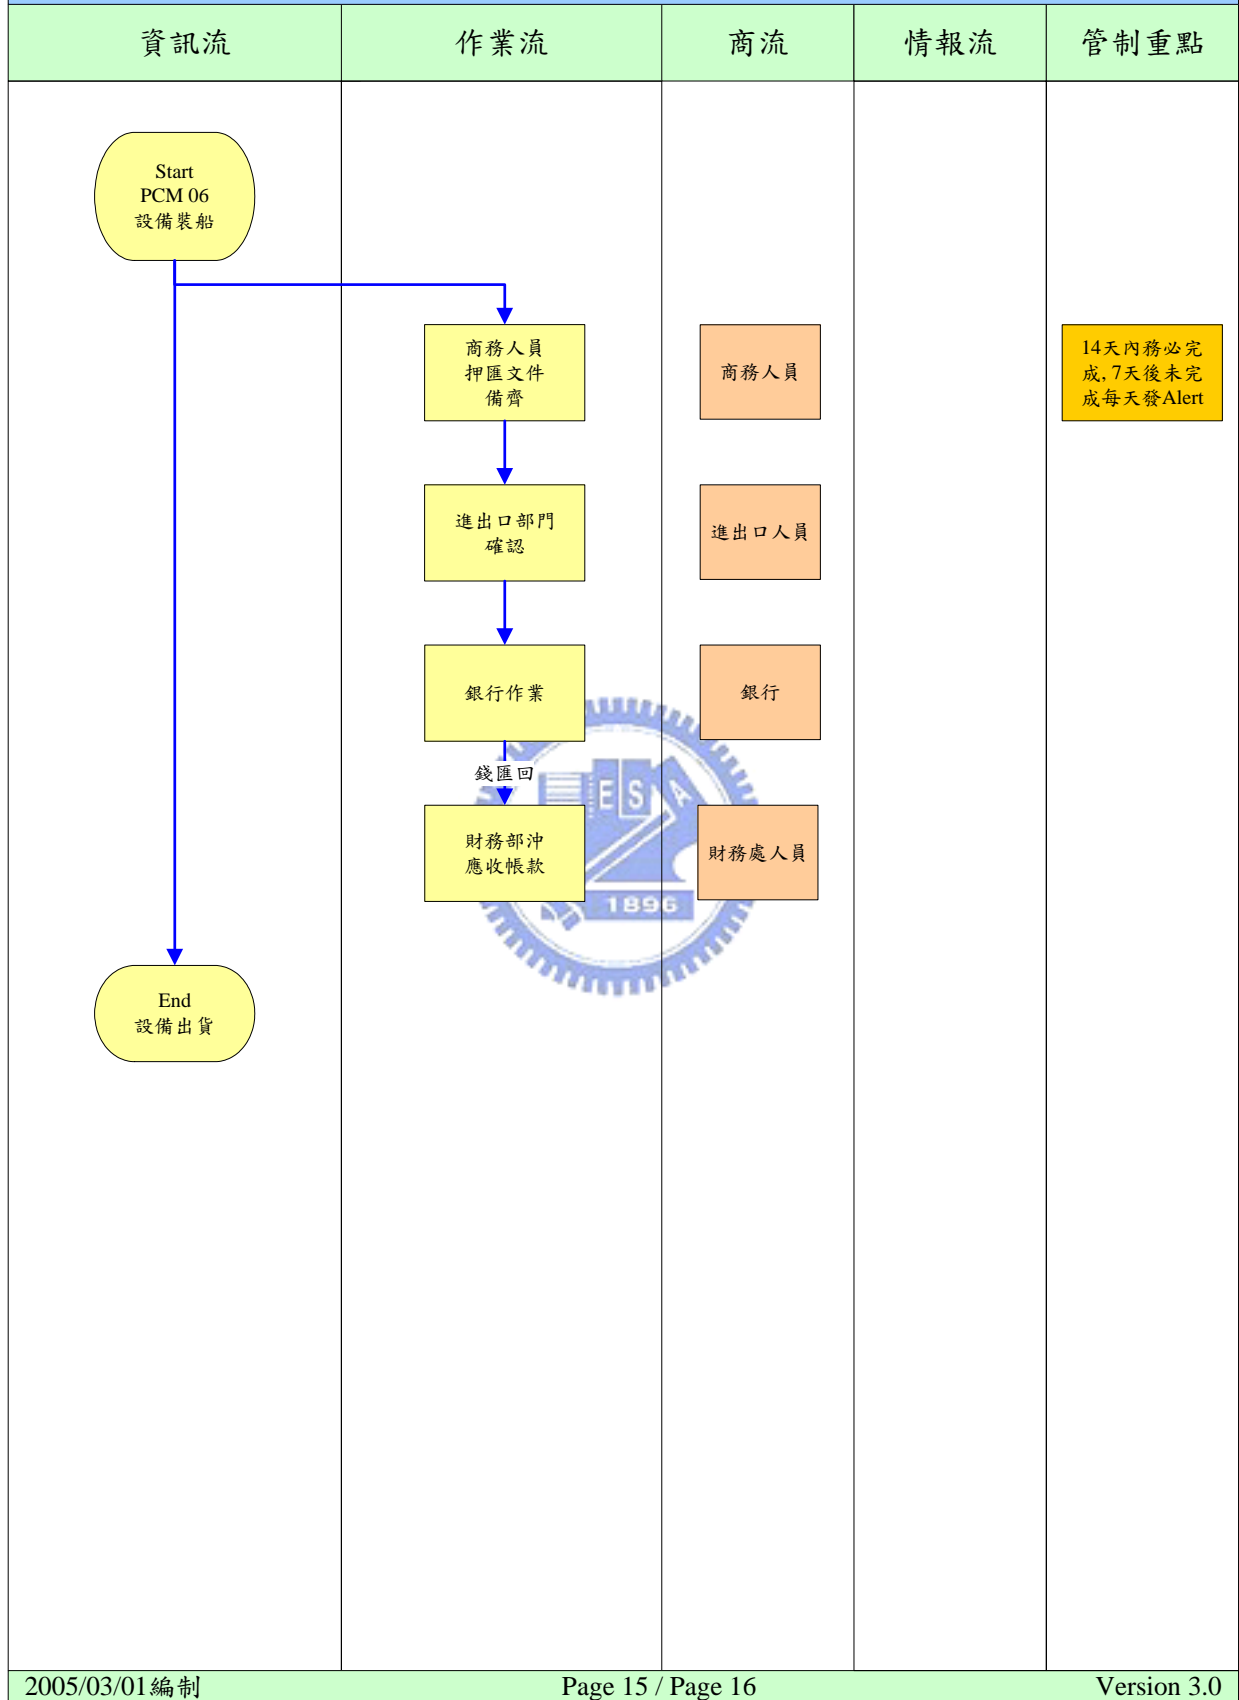 資訊流
作業流
商流
情報流
管制重點
Start
PCM 06
設備裝船
商務人員
押匯文件
備齊
商務人員
14天內務必完
成, 7天後未完
成每天發Alert
進出口部門
確認
進出口人員
銀行作業
銀行
錢匯回
E S A
財務部沖
應收帳款
財務處人員
1896
End
設備出貨
2005/03/01編制
Page 15 / Page 16
Version 3.0